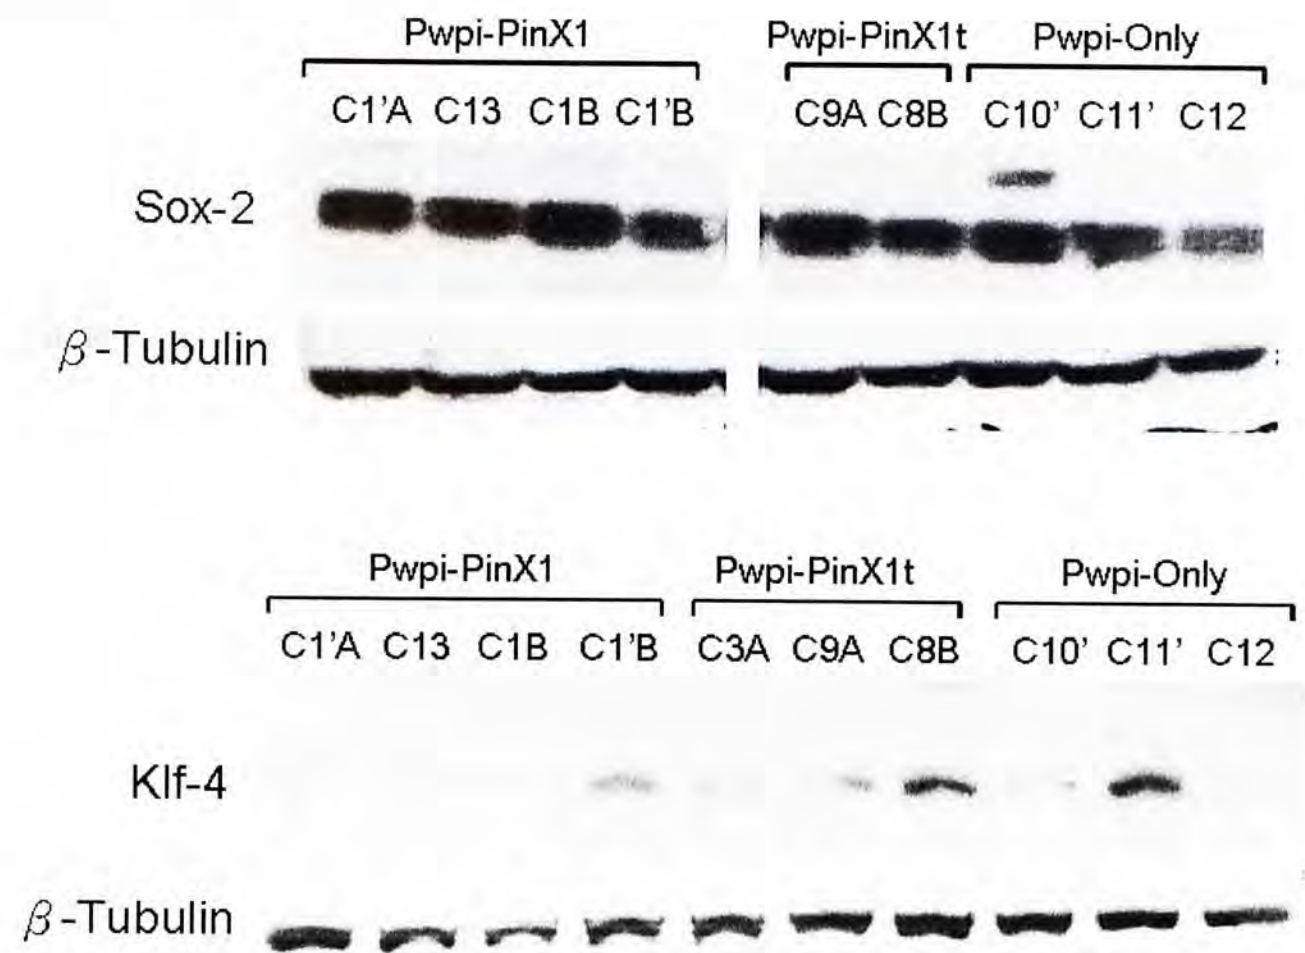 Pwpi-PinX1 Pwpi-PinX1t Pwpi-Only
C1'A C13 C1B C1'B C9A C8B C10' C11' C12
Sox-2
β-Tubulin
Pwpi-PinX1 Pwpi-PinX1t Pwpi-Only
C1'A C13 C1B C1'B C3A C9A C8B C10' C11' C12
Klf-4
β-Tubulin